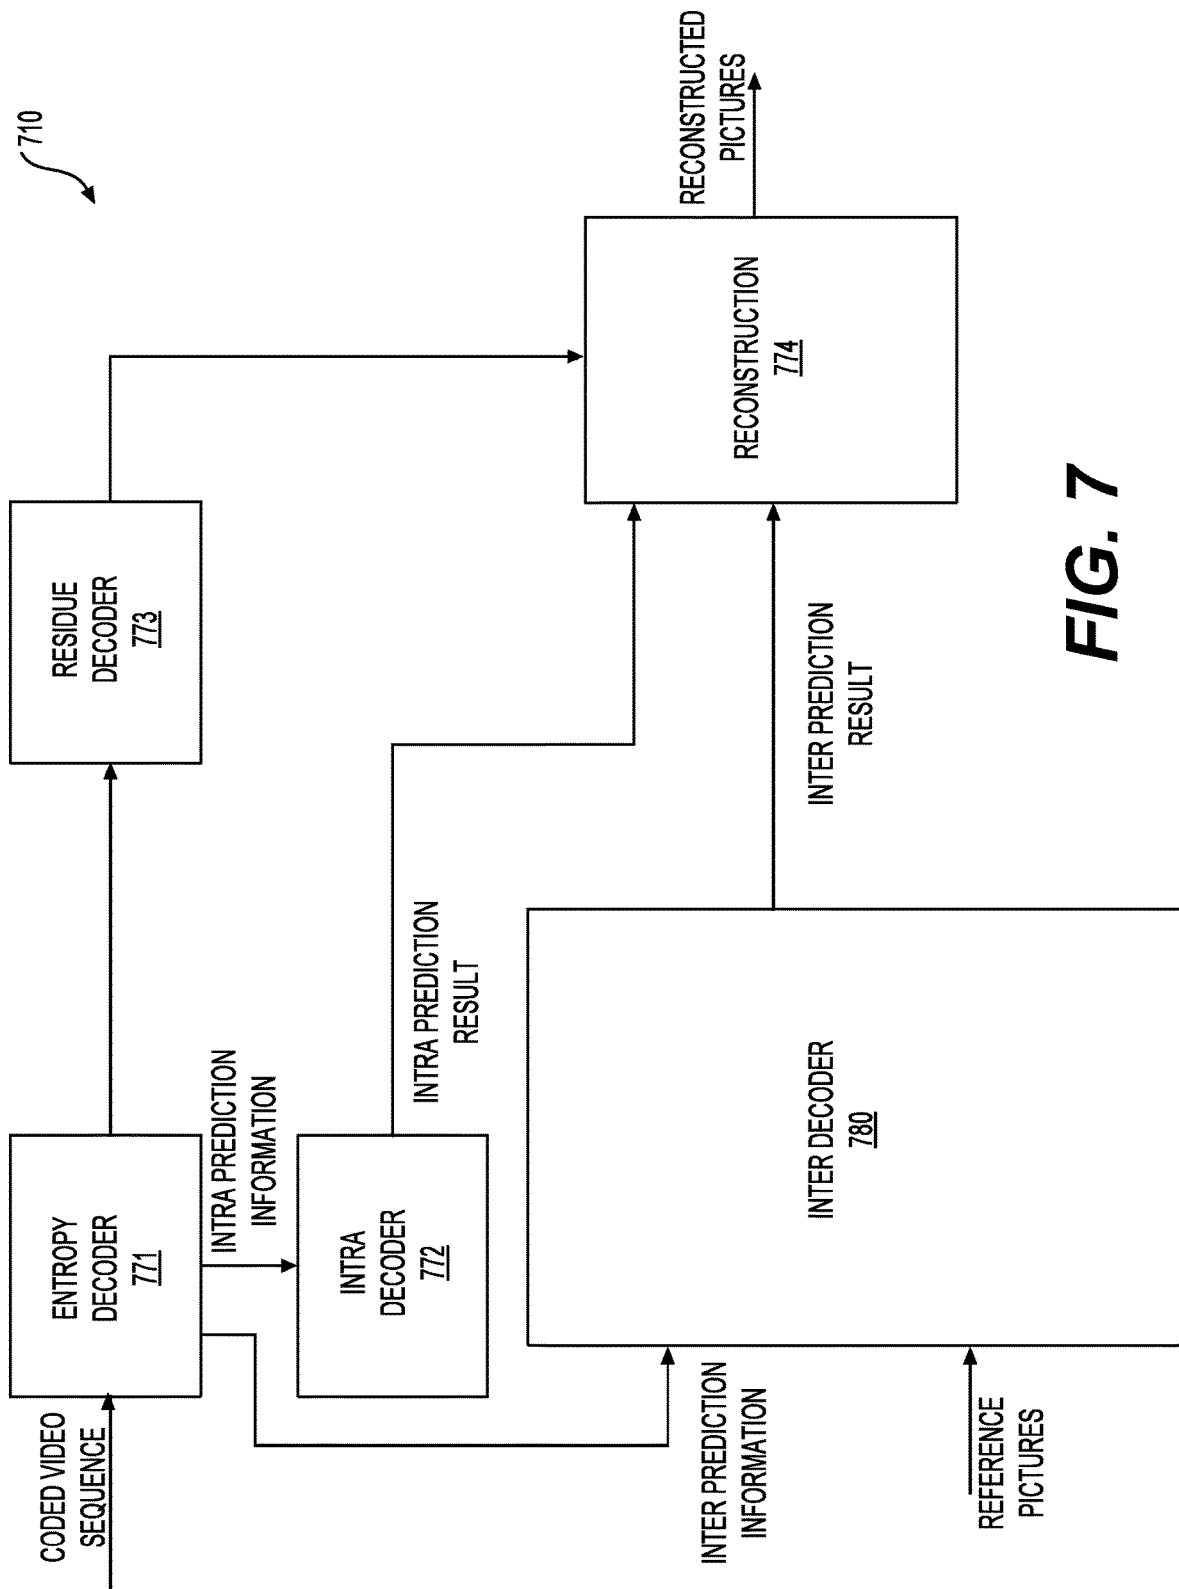 710
CODED VIDEO
SEQUENCE
ENTROPY
DECODER
771
RESIDUE
DECODER
773
INTRA PREDICTION
INFORMATION
INTRA
DECODER
772
INTRA PREDICTION
RESULT
RECONSTRUCTION
774
RECONSTRUCTED
PICTURES
INTER PREDICTION
INFORMATION
REFERENCE
PICTURES
INTER DECODER
780
INTER PREDICTION
RESULT
FIG. 7